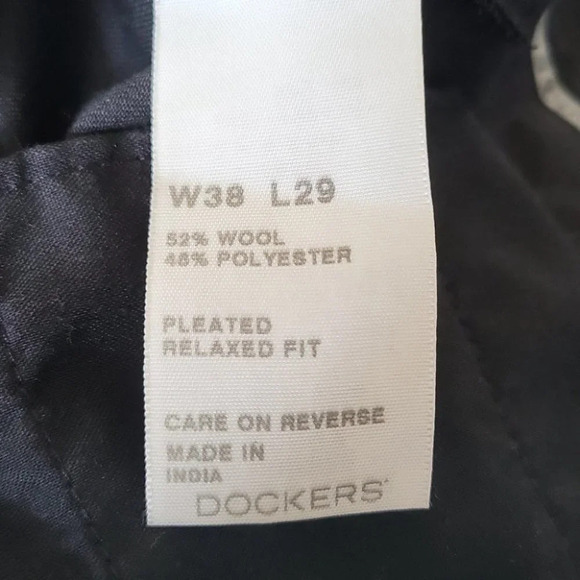 W38 L29
52% WOOL
48% POLYESTER
PLEATED
RELAXED FIT
CARE ON REVERSE
MADE IN
INDIA
DOCKERS®